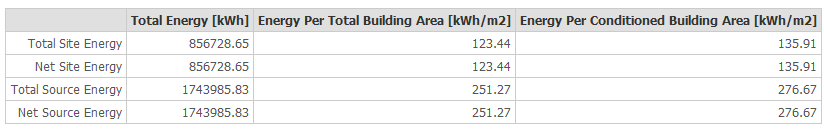 Total Energy [kWh] Energy Per Total Building Area [kWh/m2] Energy Per Conditioned Building Area [kWh/m2]
Total Site Energy 856728.65 123.44 135.91
Net Site Energy 856728.65 123.44 135.91
Total Source Energy 1743985.83 251.27 276.67
Net Source Energy 1743985.83 251.27 276.67